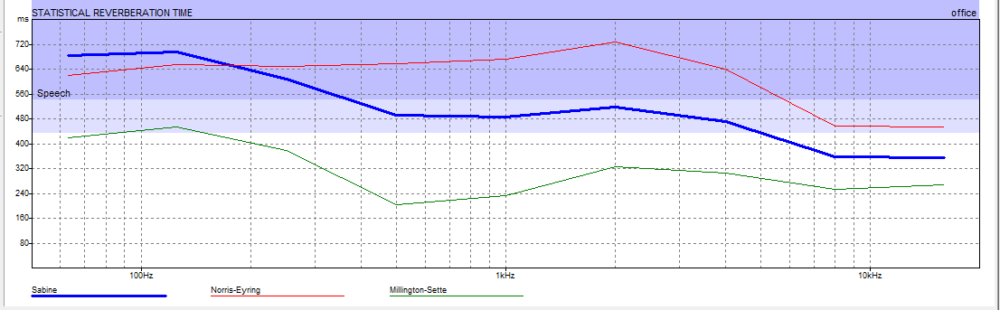 STATISTICAL REVERBERATION TIME office
ms
720
640
560 Speech
480
400
320
240
160
80
100Hz 1kHz 10kHz
Sabine Norris-Eyring Millington-Sette